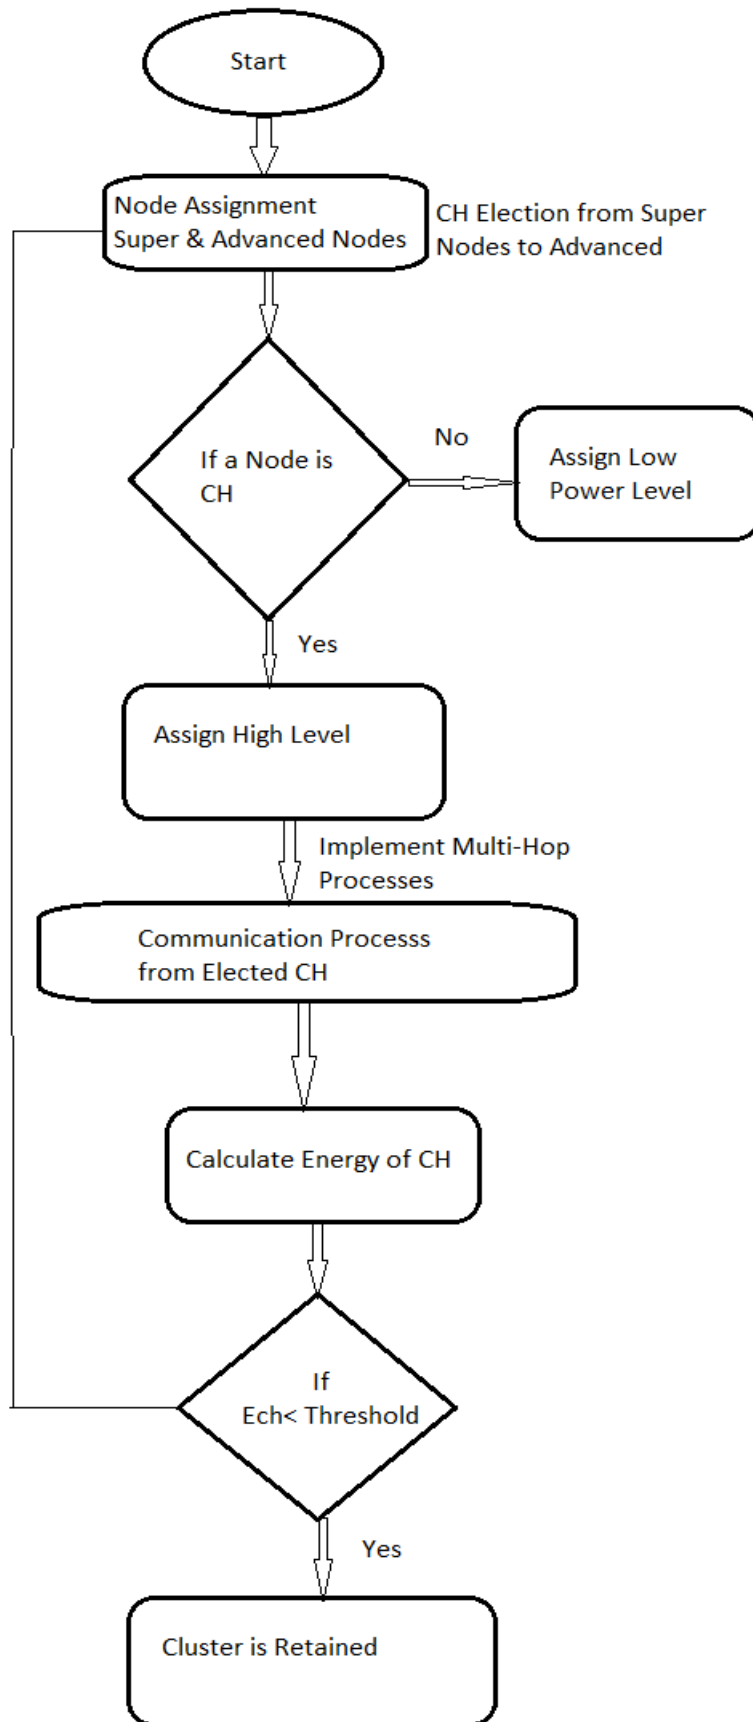 Start
Node Assignment
Super & Advanced Nodes
CH Election from Super
Nodes to Advanced
If a Node is
CH
No
Assign Low
Power Level
Yes
Assign High Level
Implement Multi-Hop
Processes
Communication Processs
from Elected CH
Calculate Energy of CH
If
Ech< Threshold
Yes
Cluster is Retained